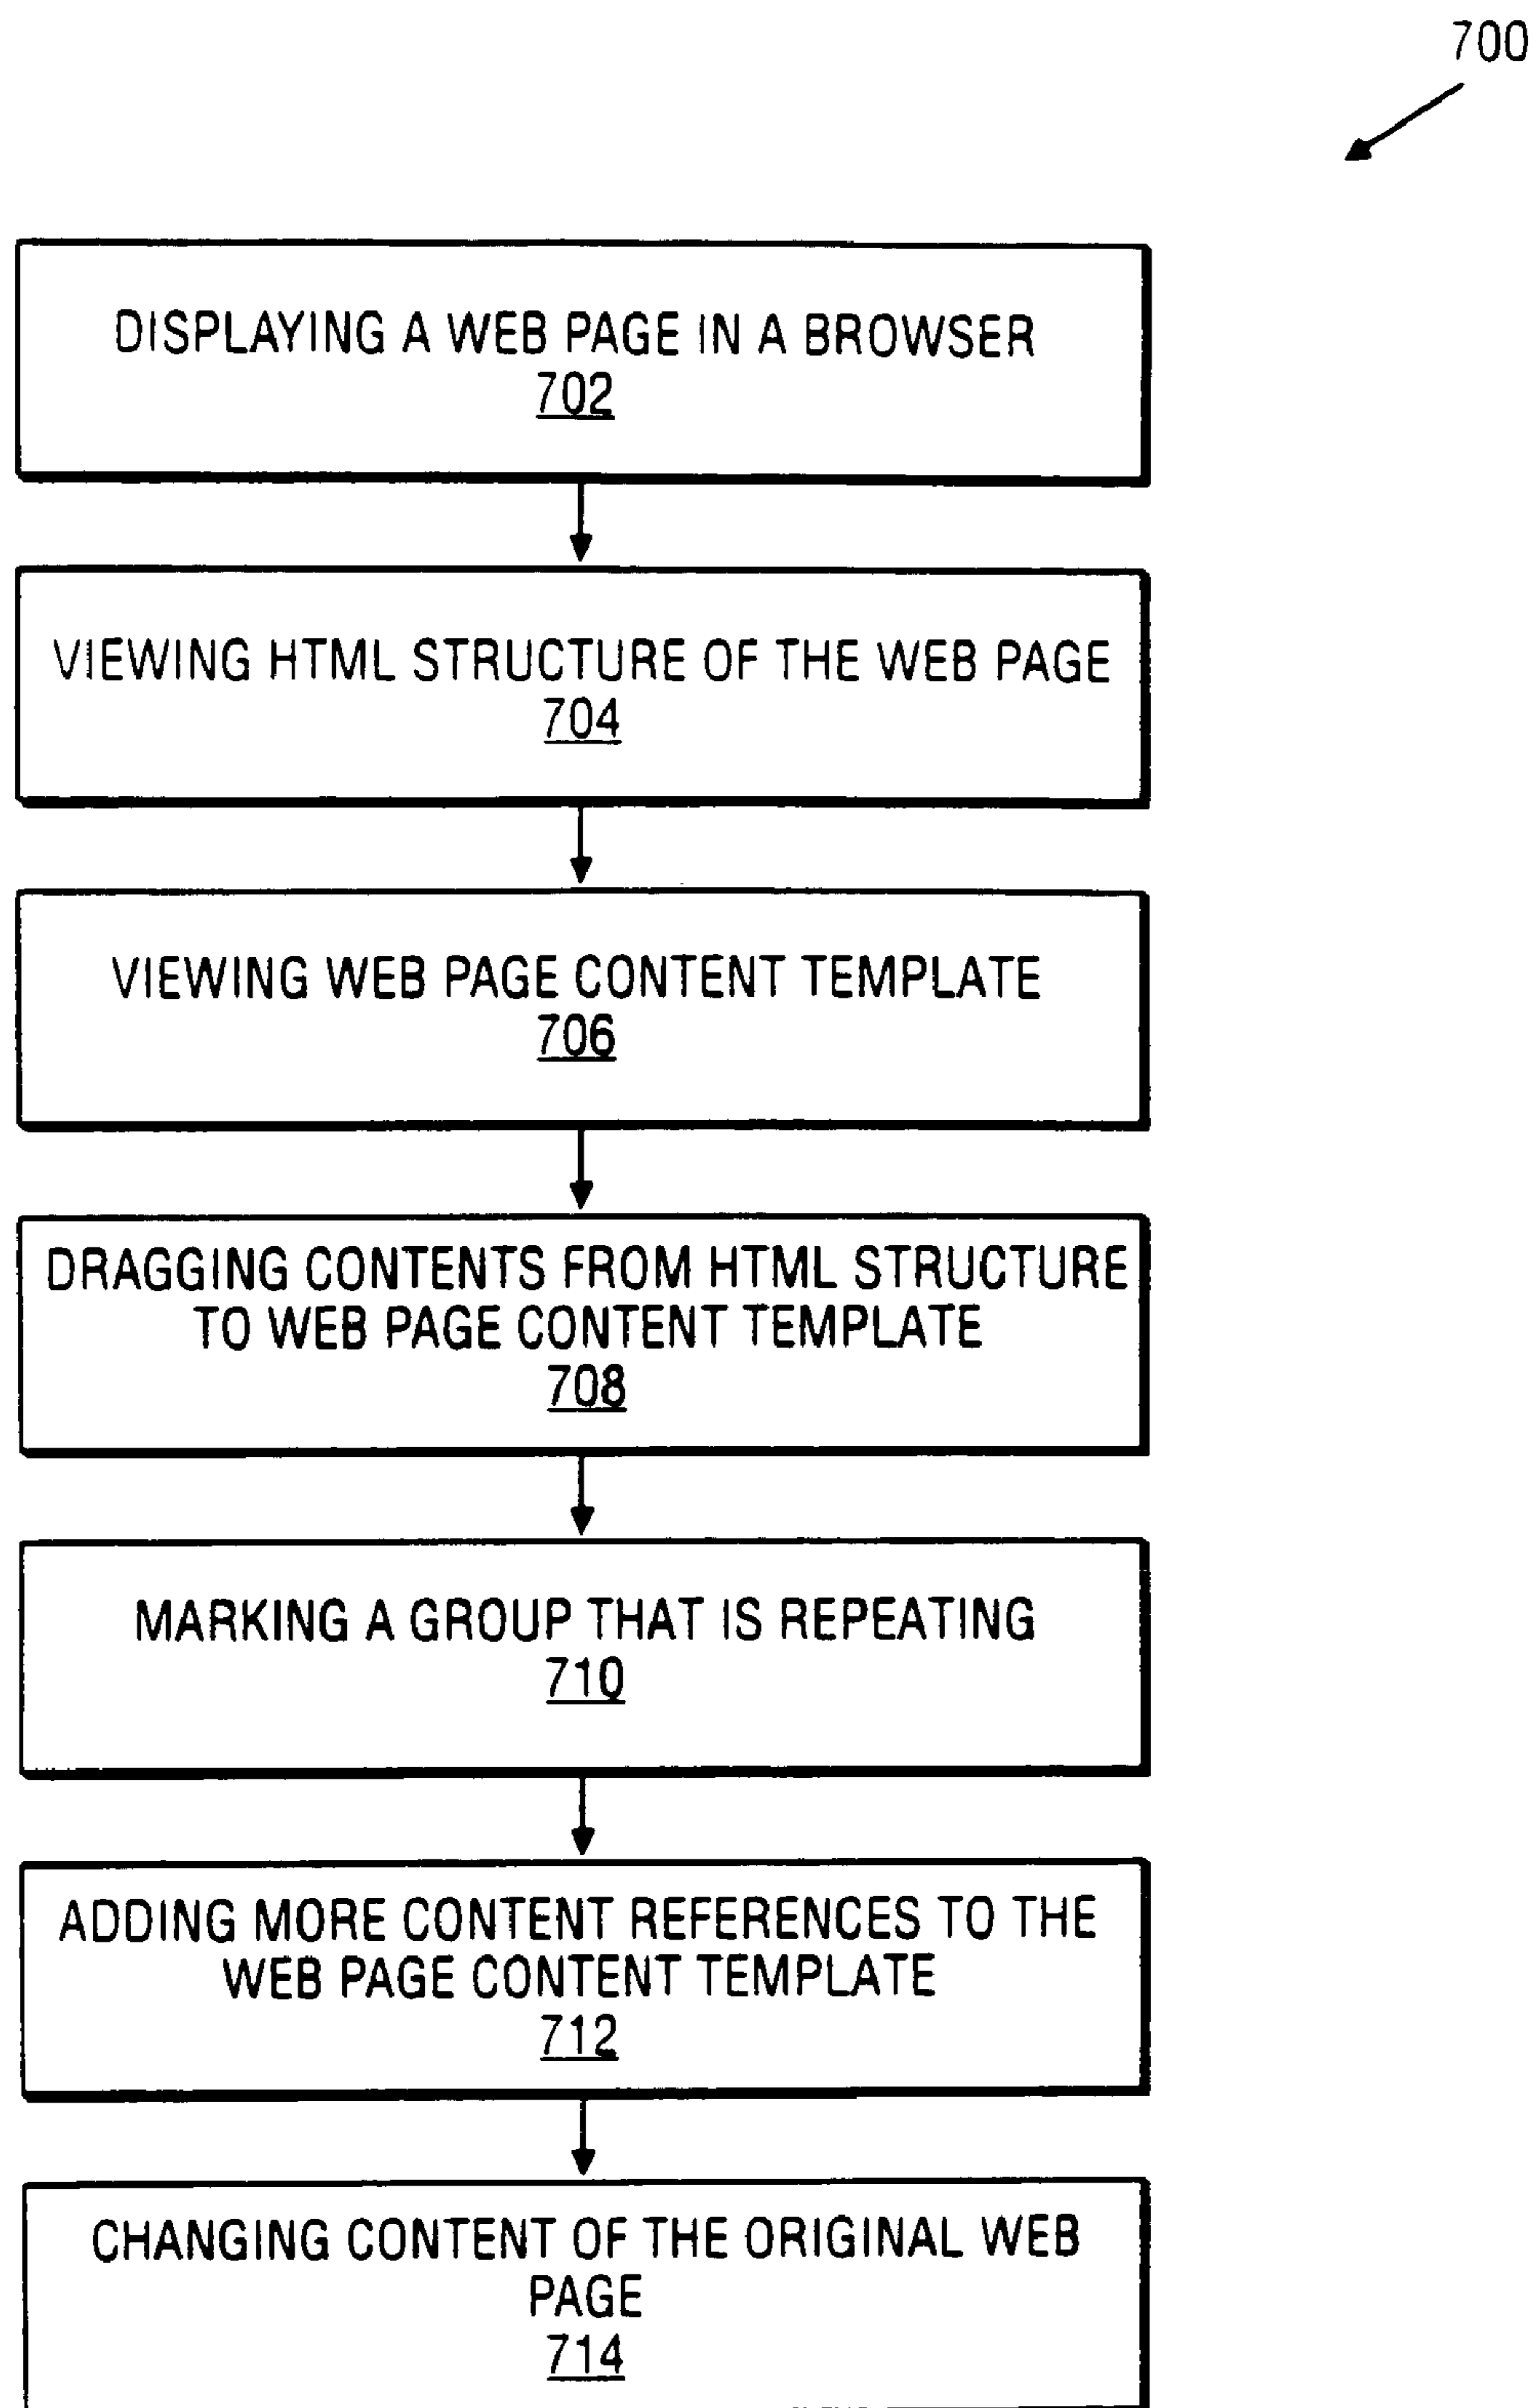 700
DISPLAYING A WEB PAGE IN A BROWSER
702
VIEWING HTML STRUCTURE OF THE WEB PAGE
704
VIEWING WEB PAGE CONTENT TEMPLATE
706
DRAGGING CONTENTS FROM HTML STRUCTURE
TO WEB PAGE CONTENT TEMPLATE
708
MARKING A GROUP THAT IS REPEATING
710
ADDING MORE CONTENT REFERENCES TO THE
WEB PAGE CONTENT TEMPLATE
712
CHANGING CONTENT OF THE ORIGINAL WEB
PAGE
714